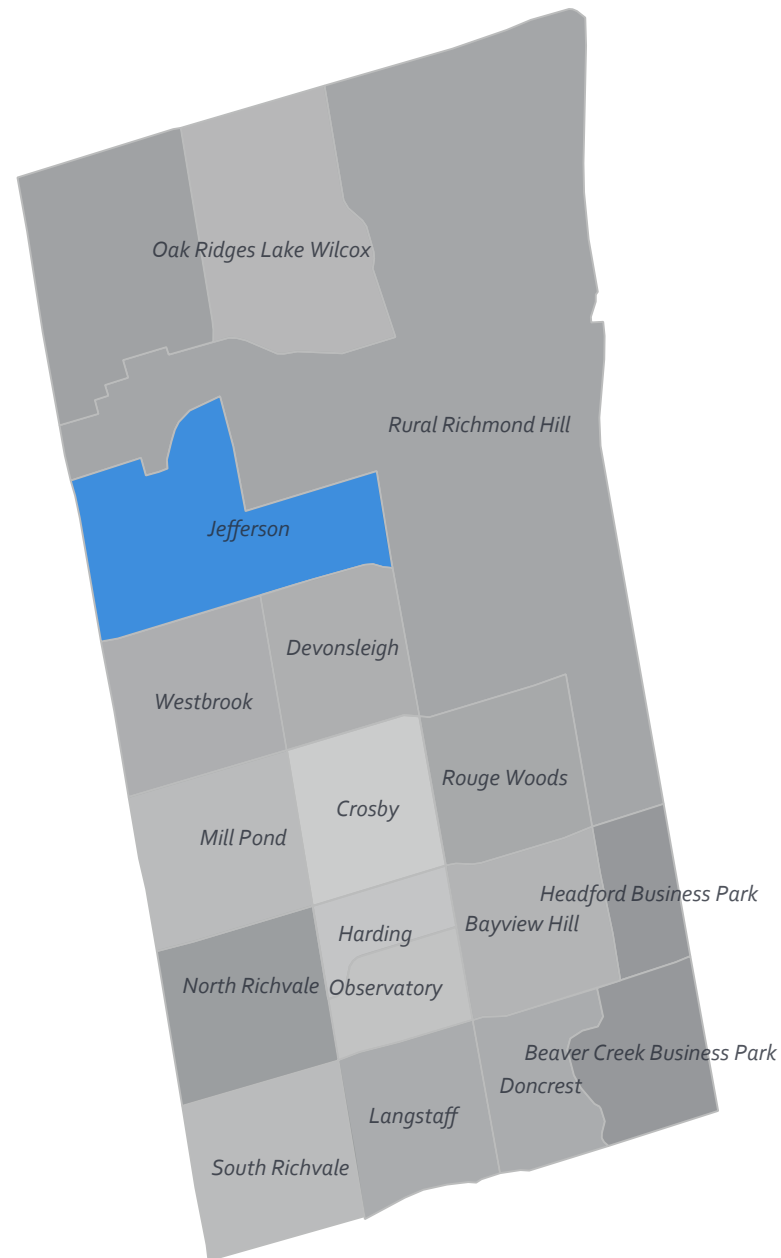 Oak Ridges Lake Wilcox
Rural Richmond Hill
Jefferson
Devonsleigh
Westbrook
Rouge Woods
Crosby
Mill Pond
Headford Business Park
Bayview Hill
Harding
North Richvale
Observatory
Beaver Creek Business Park
Doncrest
Langstaff
South Richvale